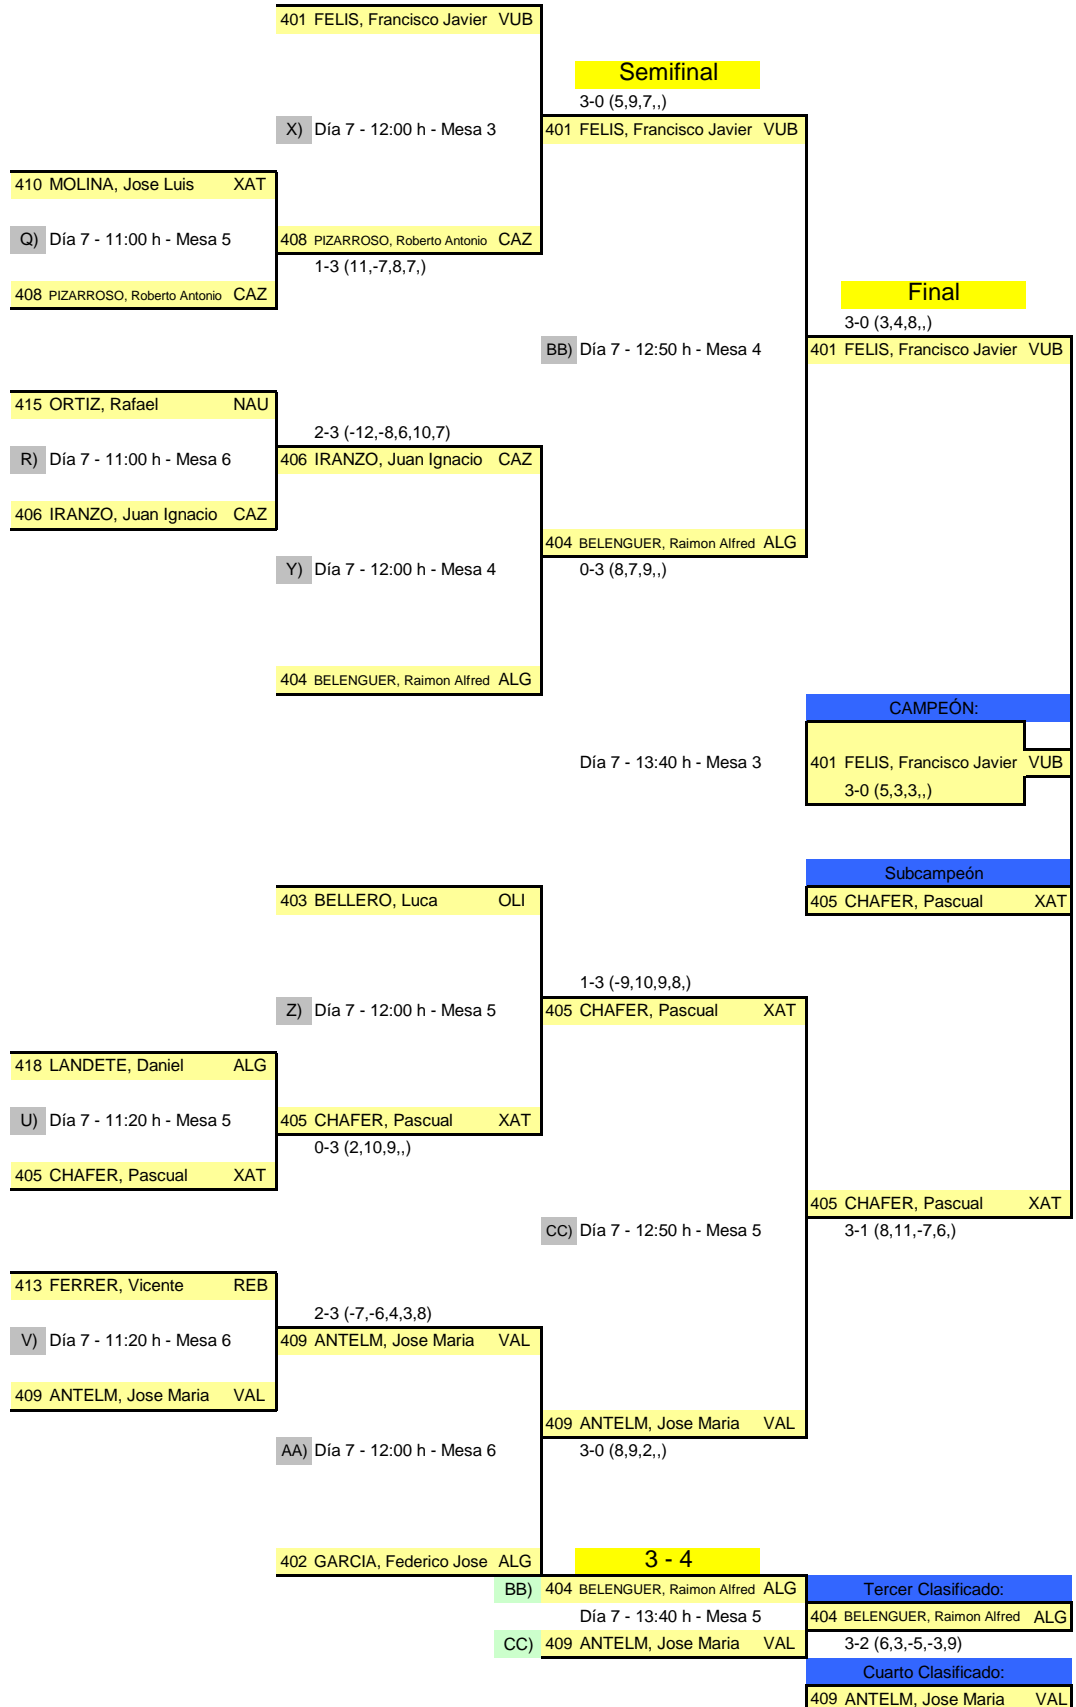 401 FELIS, Francisco Javier VUB
Semifinal
3-0 (5,9,7,,)
X) Día 7 - 12:00 h - Mesa 3
401 FELIS, Francisco Javier VUB
410 MOLINA, Jose Luis XAT
Q) Día 7 - 11:00 h - Mesa 5
408 PIZARROSO, Roberto Antonio CAZ
1-3 (11,-7,8,7,)
408 PIZARROSO, Roberto Antonio CAZ
Final
3-0 (3,4,8,,)
BB) Día 7 - 12:50 h - Mesa 4
401 FELIS, Francisco Javier VUB
415 ORTIZ, Rafael NAU
2-3 (-12,-8,6,10,7)
R) Día 7 - 11:00 h - Mesa 6
406 IRANZO, Juan Ignacio CAZ
406 IRANZO, Juan Ignacio CAZ
404 BELENGUER, Raimon Alfred ALG
Y) Día 7 - 12:00 h - Mesa 4
0-3 (8,7,9,,)
404 BELENGUER, Raimon Alfred ALG
CAMPEÓN:
Día 7 - 13:40 h - Mesa 3
401 FELIS, Francisco Javier VUB
3-0 (5,3,3,,)
Subcampeón
403 BELLERO, Luca OLI
405 CHAFER, Pascual XAT
1-3 (-9,10,9,8,)
Z) Día 7 - 12:00 h - Mesa 5
405 CHAFER, Pascual XAT
418 LANDETE, Daniel ALG
U) Día 7 - 11:20 h - Mesa 5
405 CHAFER, Pascual XAT
0-3 (2,10,9,,)
405 CHAFER, Pascual XAT
405 CHAFER, Pascual XAT
CC) Día 7 - 12:50 h - Mesa 5
3-1 (8,11,-7,6,)
413 FERRER, Vicente REB
2-3 (-7,-6,4,3,8)
V) Día 7 - 11:20 h - Mesa 6
409 ANTELM, Jose Maria VAL
409 ANTELM, Jose Maria VAL
409 ANTELM, Jose Maria VAL
AA) Día 7 - 12:00 h - Mesa 6
3-0 (8,9,2,,)
402 GARCIA, Federico Jose ALG
3 - 4
BB) 404 BELENGUER, Raimon Alfred ALG
Tercer Clasificado:
Día 7 - 13:40 h - Mesa 5
404 BELENGUER, Raimon Alfred ALG
CC) 409 ANTELM, Jose Maria VAL
3-2 (6,3,-5,-3,9)
Cuarto Clasificado:
409 ANTELM, Jose Maria VAL